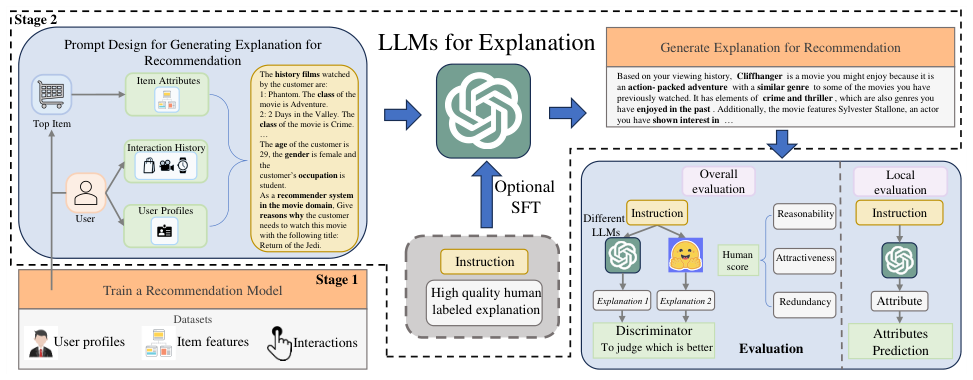 Stage 2
Prompt Design for Generating Explanation for
Recommendation
Top Item
Item Attributes
Interaction History
User
User Profiles
The history films watched
by the customer are:
1: Phantom. The class of the
movie is Adventure.
2: 2 Days in the Valley. The
class of the movie is Crime.
…
The age of the customer is
29, the gender is female and
the
customer's occupation is
student.
As a recommender system
in the movie domain, Give
reasons why the customer
needs to watch this
movie with the following title:
Return of the Jedi.
LLMs for Explanation
Optional
SFT
Instruction
High quality human
labeled explanation
Generate Explanation for Recommendation
Based on your viewing history, Cliffhanger is a movie you might enjoy because it is
an action- packed adventure with a similar genre to some of the movies you have
previously watched. It has elements of crime and thriller , which are also genres you
have enjoyed in the past . Additionally, the movie features Sylvester Stallone, an actor
you have shown interest in …
Overall
evaluation
Instruction
Different
LLMs
Explanation 1
Explanation 2
Discriminator
To judge which is better
Human
score
Reasonability
Attractiveness
Redundancy
Evaluation
Local
evaluation
Instruction
Attribute
Attributes
Prediction
Stage 1
Train a Recommendation Model
Datasets
User profiles
Item features
Interactions